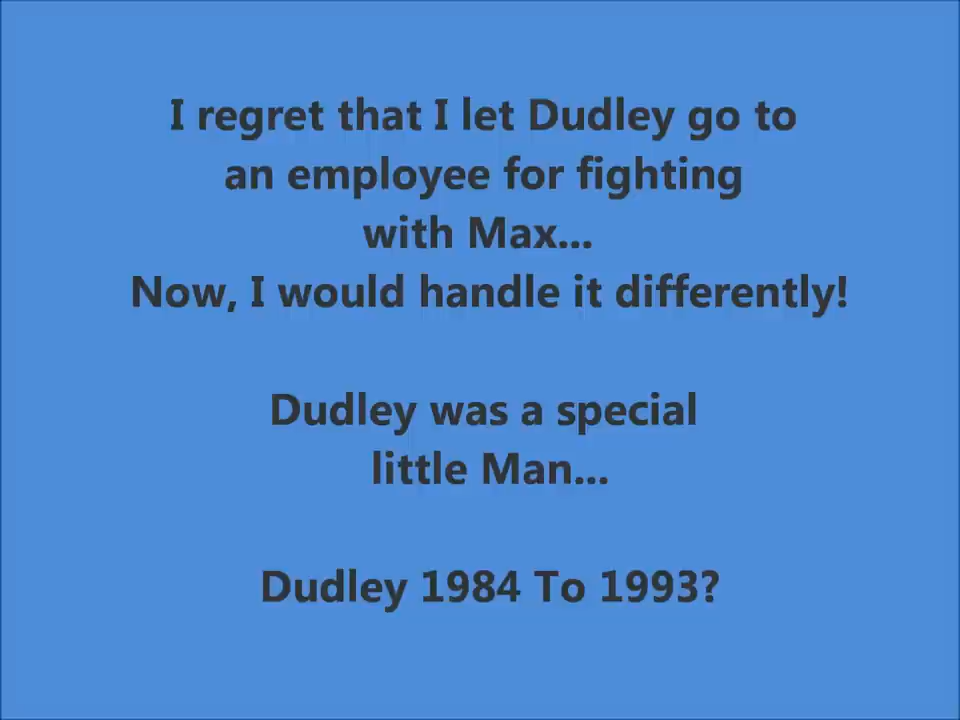 I regret that I let Dudley go to
an employee for fighting
with Max...
Now, I would handle it differently!
Dudley was a special
little Man...
Dudley 1984 To 1993?